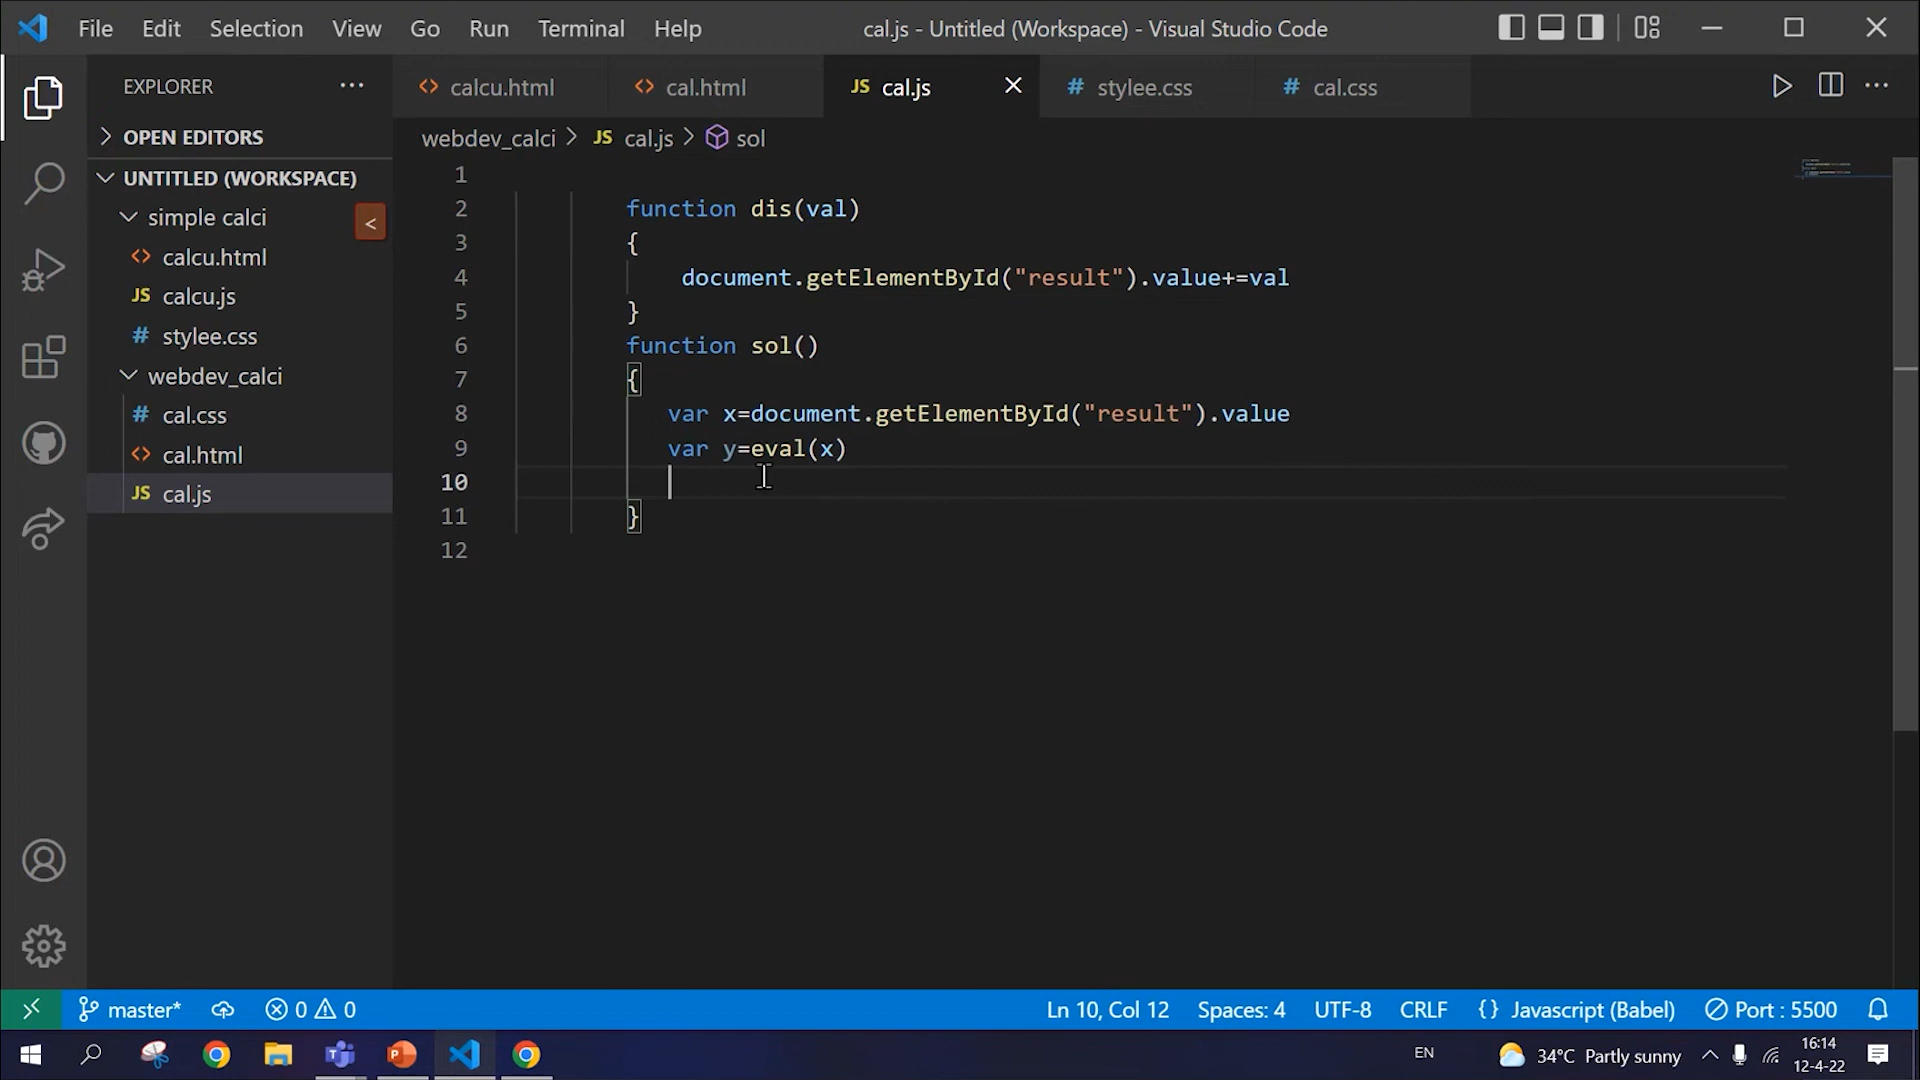 File Edit Selection View Go Run Terminal Help
cal.js - Untitled (Workspace) - Visual Studio Code
EXPLORER
calcu.html
cal.html
JS cal.js
# stylee.css
# cal.css
OPEN EDITORS
webdev_calci > JS cal.js > sol
UNTITLED (WORKSPACE)
simple calci
<
calcu.html
JS calcu.js
# stylee.css
webdev_calci
# cal.css
cal.html
JS cal.js
1
2 function dis(val)
3 {
4 document.getElementById("result").value+=val
5 }
6 function sol()
7 {
8 var x=document.getElementById("result").value
9 var y=eval(x)
10
11 }
12
master* 0 0 Ln 10, Col 12 Spaces: 4 UTF-8 CRLF {} Javascript (Babel) Port : 5500
EN 34°C Partly sunny 16:14
12-4-22